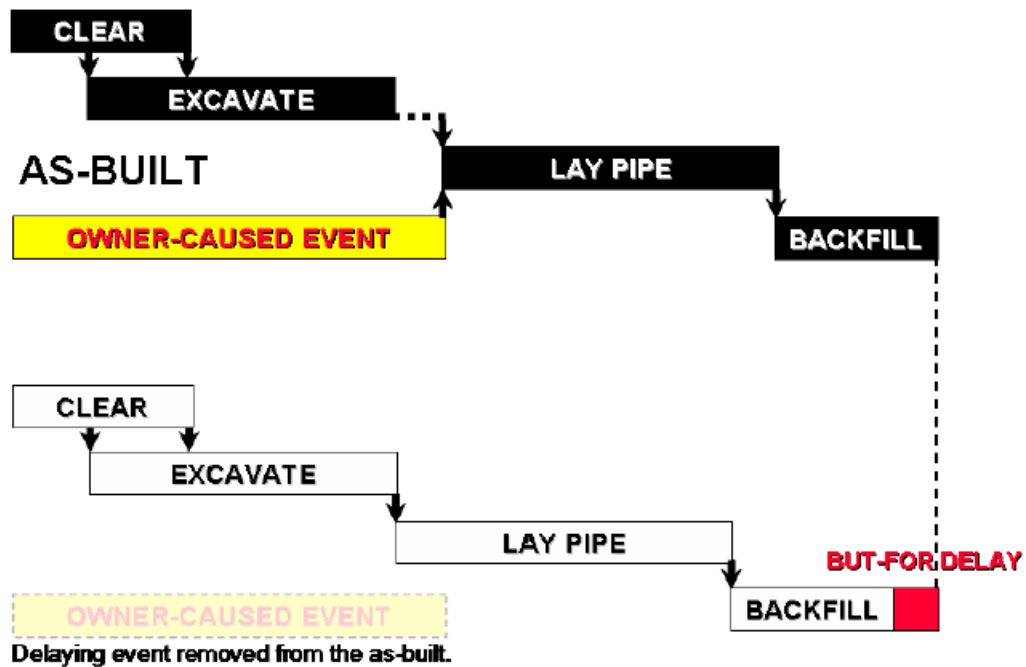 CLEAR
EXCAVATE
AS-BUILT
LAY PIPE
OWNER-CAUSED EVENT
BACKFILL
CLEAR
EXCAVATE
LAY PIPE
BUT-FOR DELAY
OWNER-CAUSED EVENT
BACKFILL
Delaying event removed from the as-built.